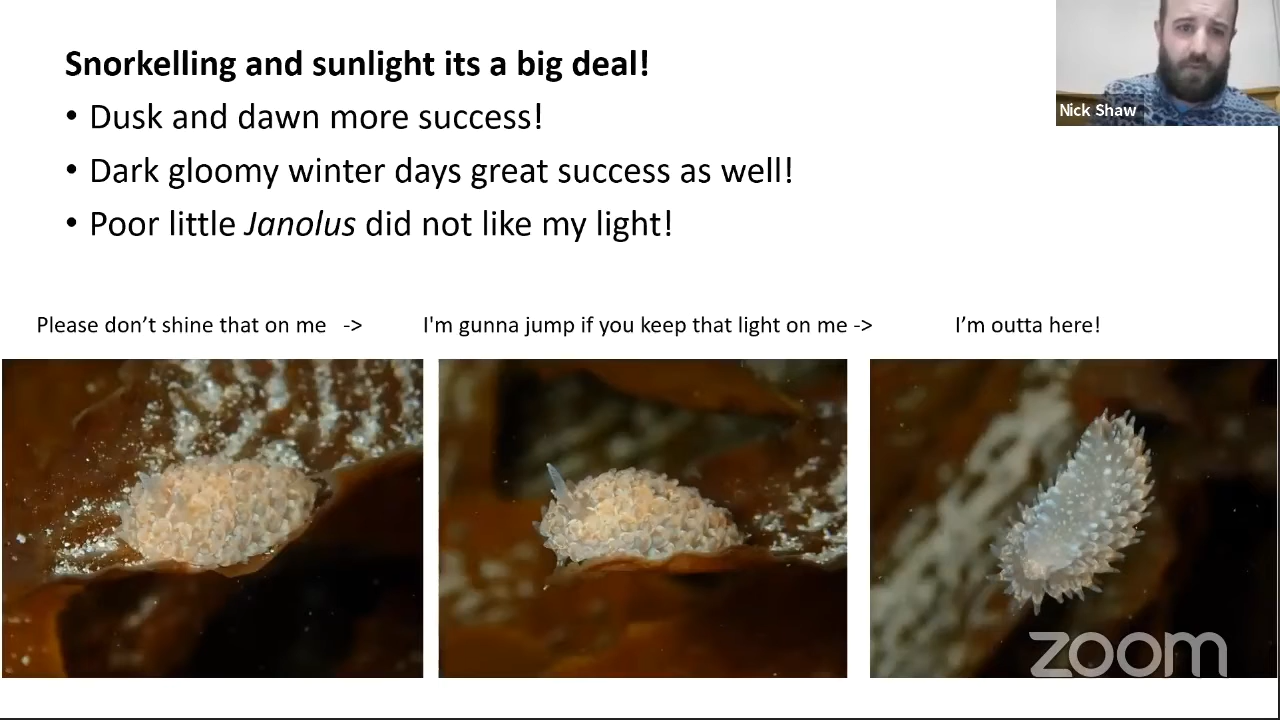 Snorkelling and sunlight its a big deal!
• Dusk and dawn more success!
• Dark gloomy winter days great success as well!
• Poor little Janolus did not like my light!
Nick Shaw
Please don’t shine that on me -> I'm gunna jump if you keep that light on me -> I’m outta here!
zoom